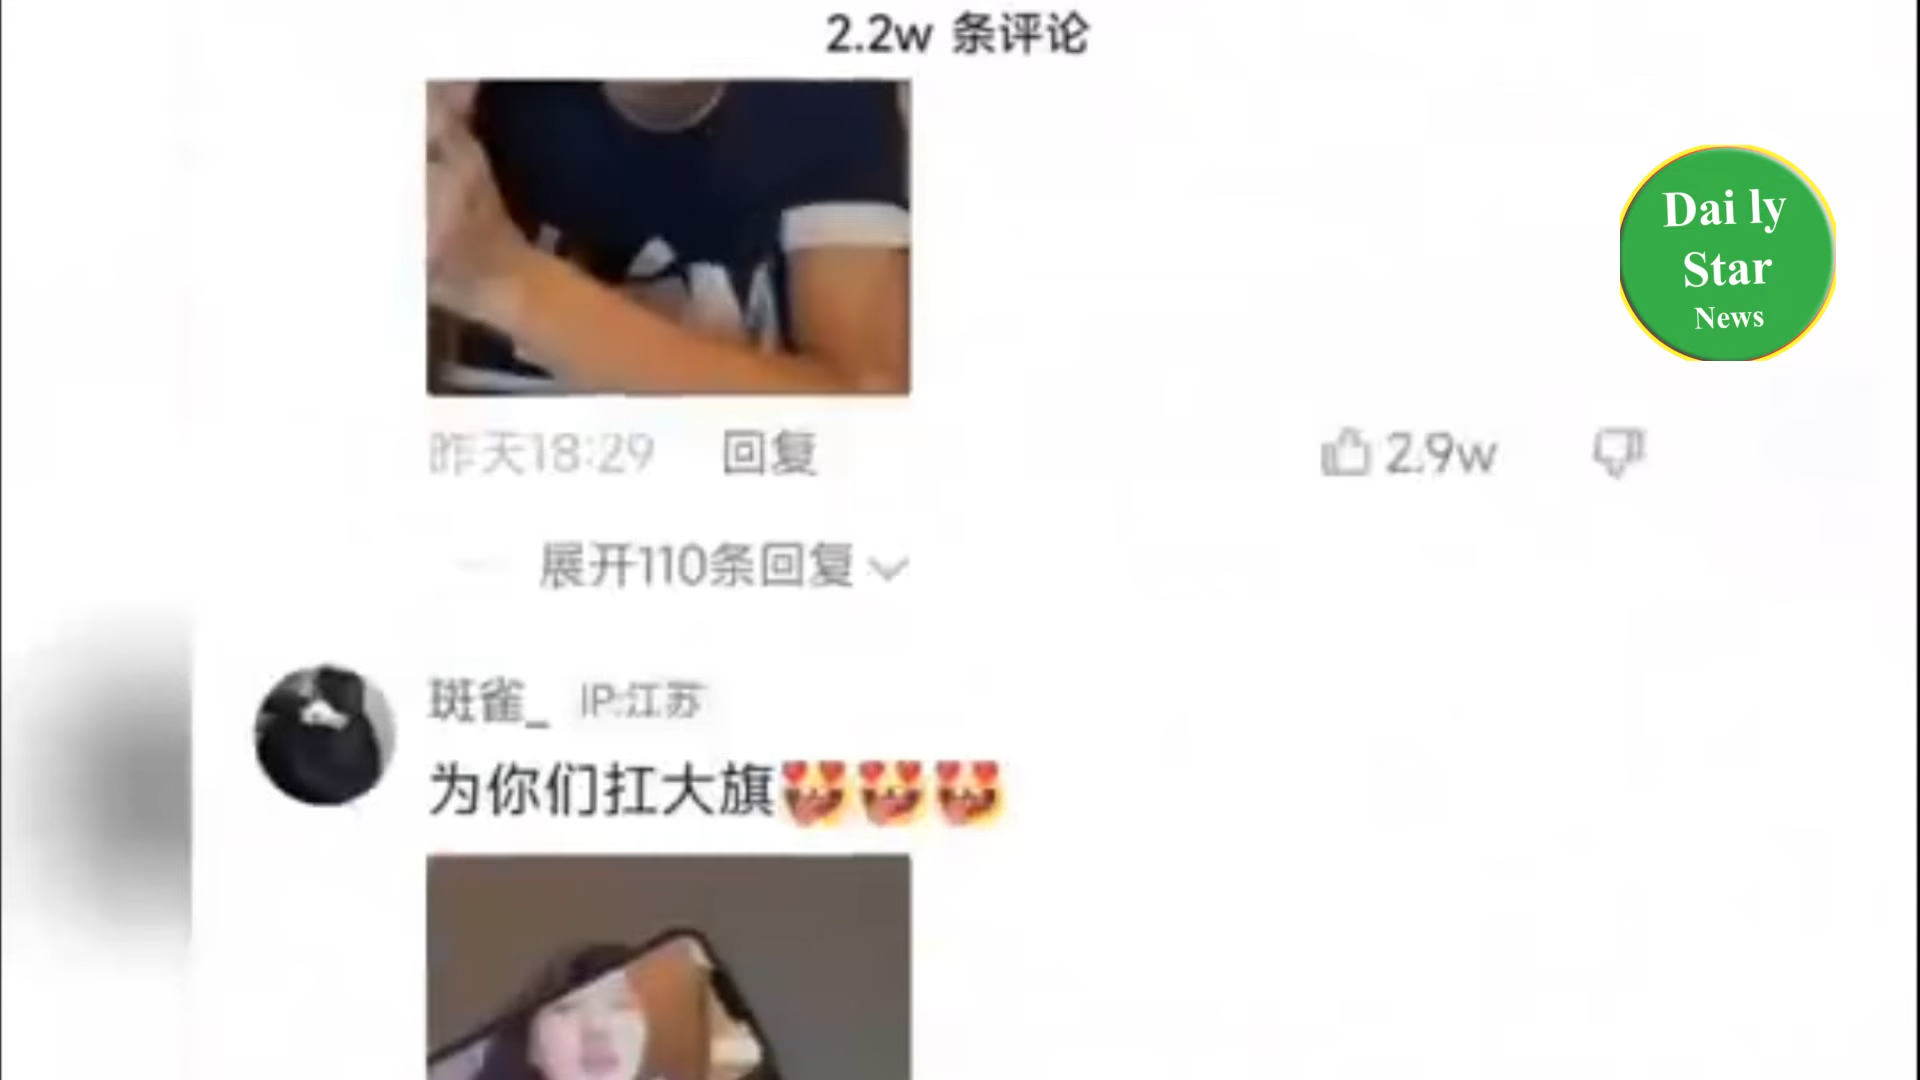 2.2w 条评论
Dai ly
Star
News
昨天18:29 回复
2.9w
展开110条回复
斑雀_ IP:江苏
为你们扛大旗